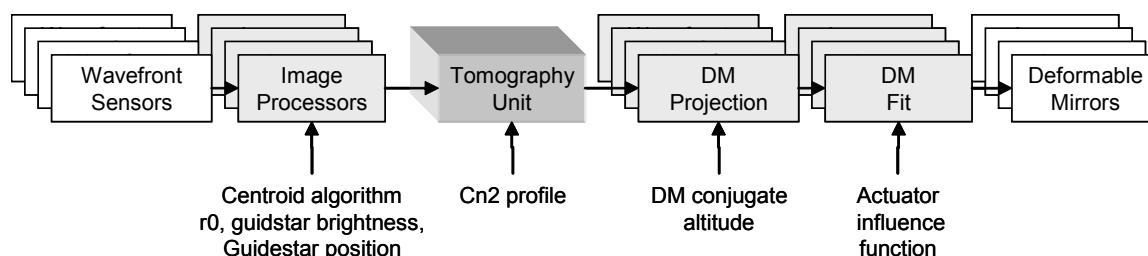 Wavefront
Sensors
Image
Processors
Tomography
Unit
DM
Projection
DM
Fit
Deformable
Mirrors
Centroid algorithm
r0, guidstar brightness,
Guidestar position
Cn2 profile
DM conjugate
altitude
Actuator
influence
function